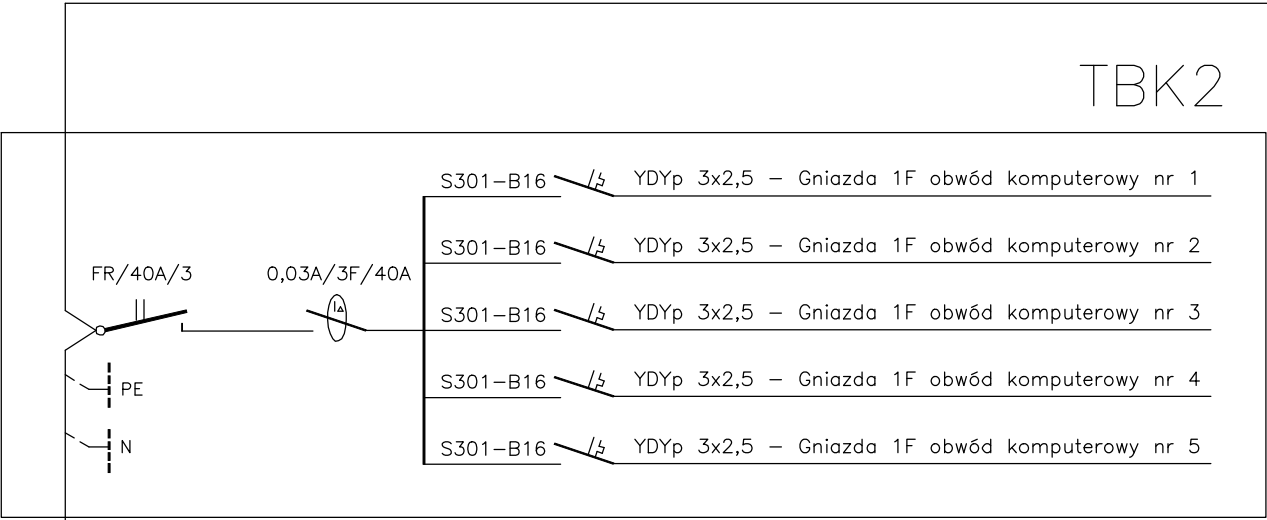 TBK2
S301-B16 YDYp 3x2,5 - Gniazda 1F obwód komputerowy nr 1
S301-B16 YDYp 3x2,5 - Gniazda 1F obwód komputerowy nr 2
FR/40A/3 0,03A/3F/40A
I△
S301-B16 YDYp 3x2,5 - Gniazda 1F obwód komputerowy nr 3
S301-B16 YDYp 3x2,5 - Gniazda 1F obwód komputerowy nr 4
PE
S301-B16 YDYp 3x2,5 - Gniazda 1F obwód komputerowy nr 5
N